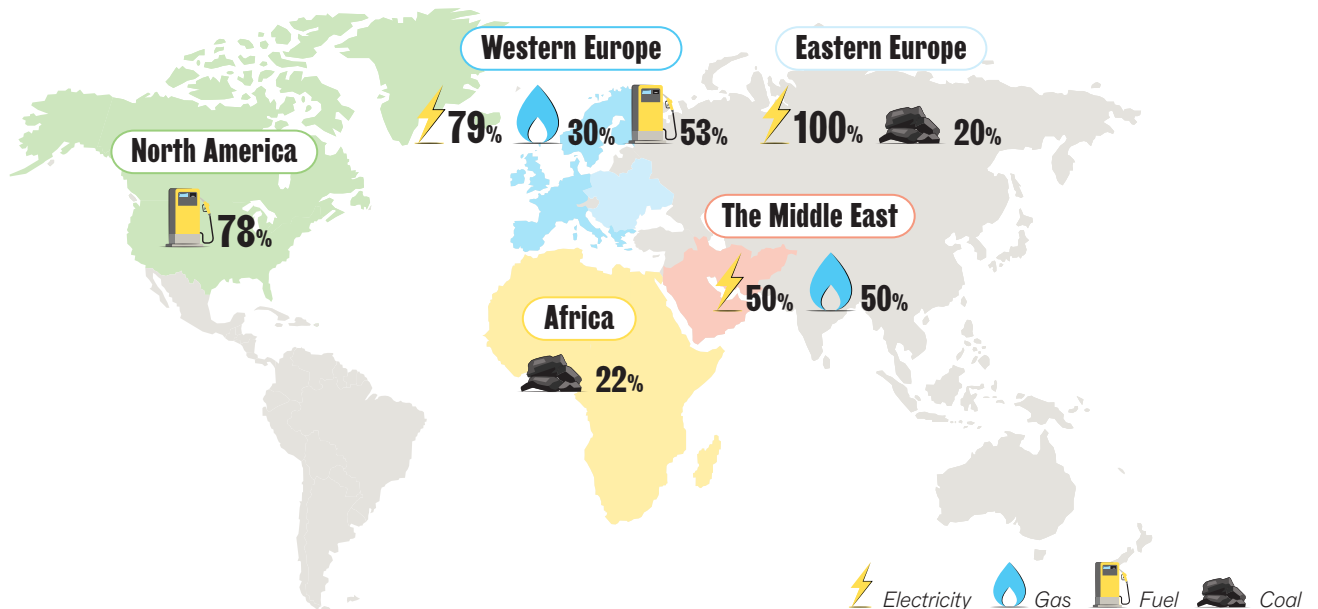 Western Europe
79% 30% 53%
Eastern Europe
100% 20%
North America
78%
The Middle East
50% 50%
Africa
22%
Electricity Gas Fuel Coal